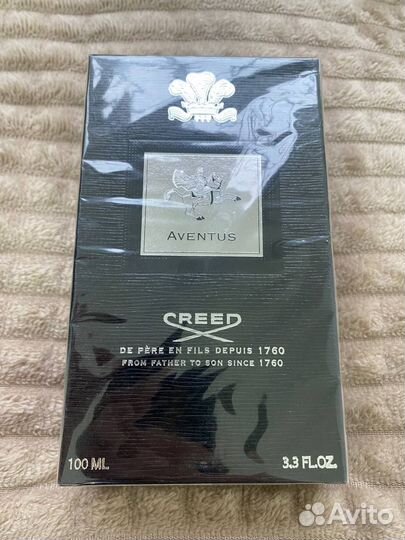 AVENTUS
CREED
DE PÈRE EN FILS DEPUIS 1760
FROM FATHER TO SON SINCE 1760
100 ML
3.3 FL.OZ.
Avito